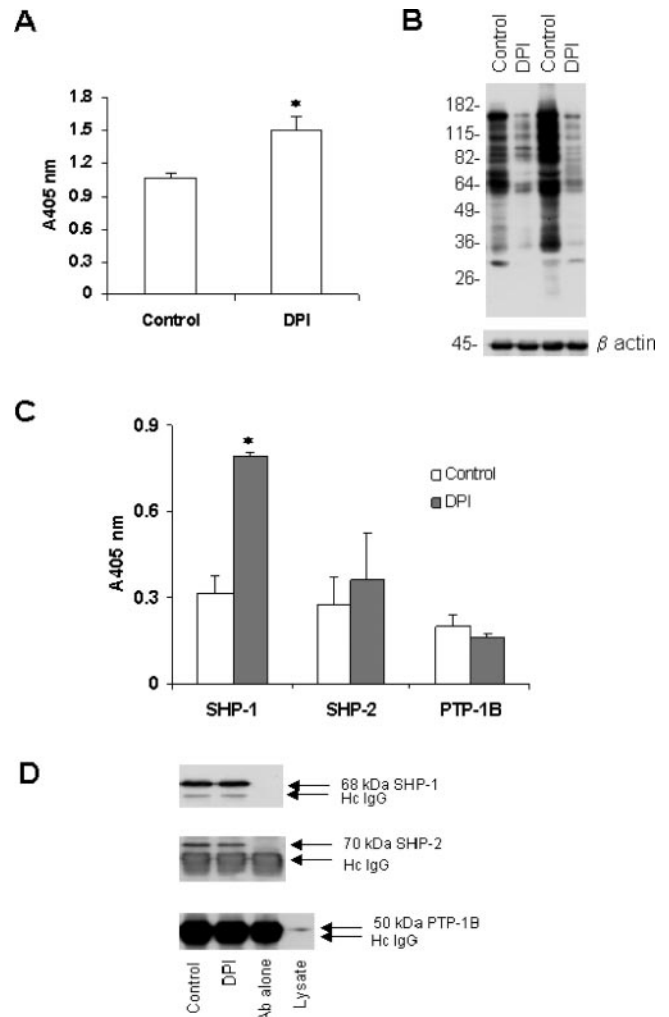 A
A405 nm
1.8
1.5
1.2
0.9
0.6
0.3
0
*
Control
DPI
B
Control
DPI
Control
DPI
182-
115-
82-
64-
49-
36-
26-
45-
β actin
C
A405 nm
0.9
0.6
0.3
0
*
Control
DPI
SHP-1
SHP-2
PTP-1B
D
68 kDa SHP-1
Hc IgG
70 kDa SHP-2
Hc IgG
50 kDa PTP-1B
Hc IgG
Control
DPI
Ab alone
Lysate